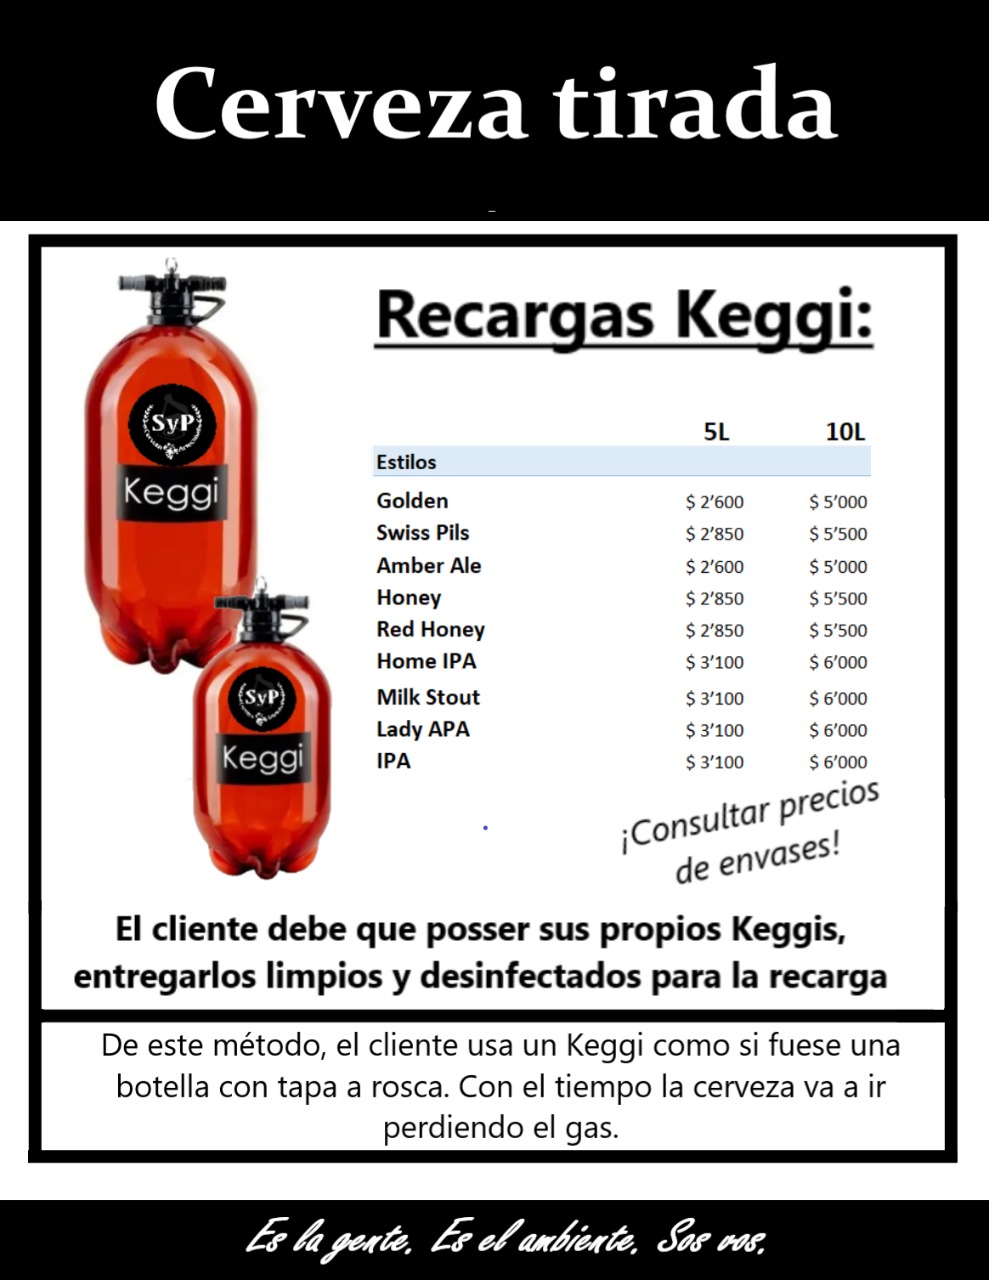 Cerveza tirada
Recargas Keggi:
5L 10L
Estilos
Golden $ 2’600 $ 5’000
Swiss Pils $ 2’850 $ 5’500
Amber Ale $ 2’600 $ 5’000
Honey $ 2’850 $ 5’500
Red Honey $ 2’850 $ 5’500
Home IPA $ 3’100 $ 6’000
Milk Stout $ 3’100 $ 6’000
Lady APA $ 3’100 $ 6’000
IPA $ 3’100 $ 6’000
SyP
Keggi
SyP
Keggi
¡Consultar precios
de envases!
El cliente debe que posser sus propios Keggis,
entregarlos limpios y desinfectados para la recarga
De este método, el cliente usa un Keggi como si fuese una
botella con tapa a rosca. Con el tiempo la cerveza va a ir
perdiendo el gas.
Es la gente. Es el ambiente. Sos vos.